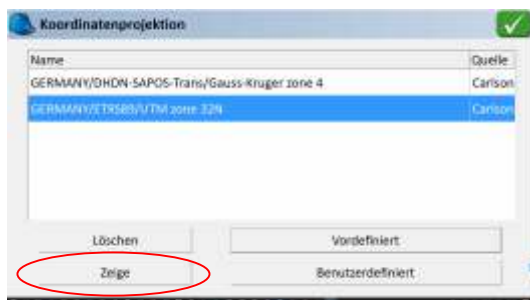 Koordinatenprojektion
Name Quelle
GERMANY/DHDN-SAPOS-Trans/Gauss-Kruger zone 4 Carlson
GERMANY/ETRS89/UTM zone 32N Carlson
Löschen Vordefiniert
Zeige Benutzerdefiniert